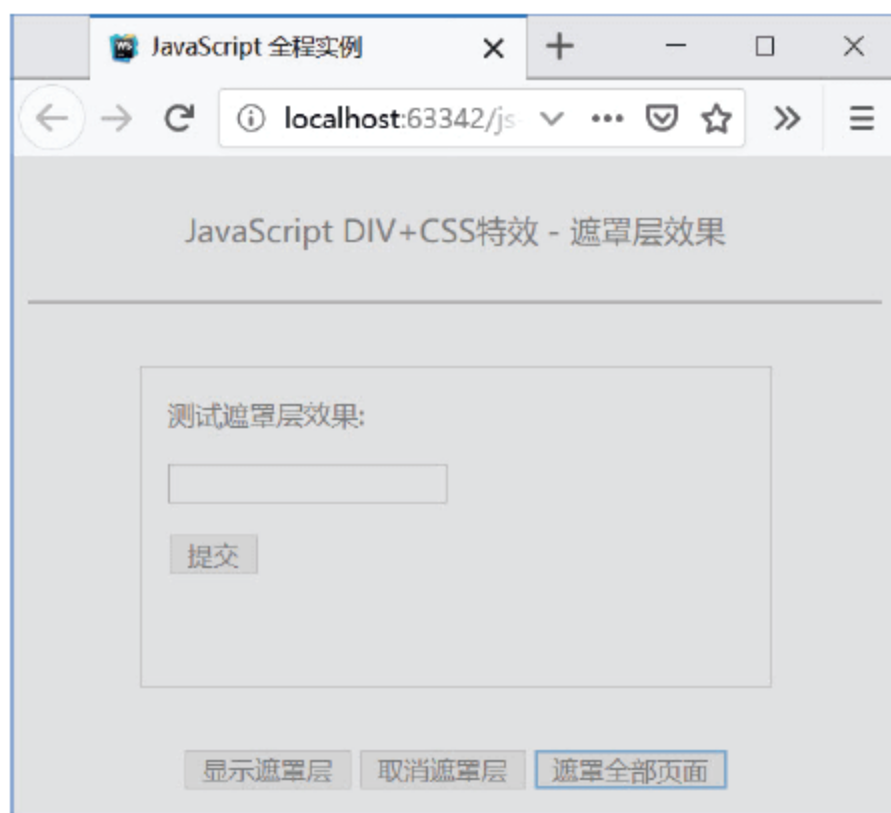 JavaScript 全程实例
localhost:63342/js-
JavaScript DIV+CSS特效 - 遮罩层效果
测试遮罩层效果:
提交
显示遮罩层 取消遮罩层 遮罩全部页面